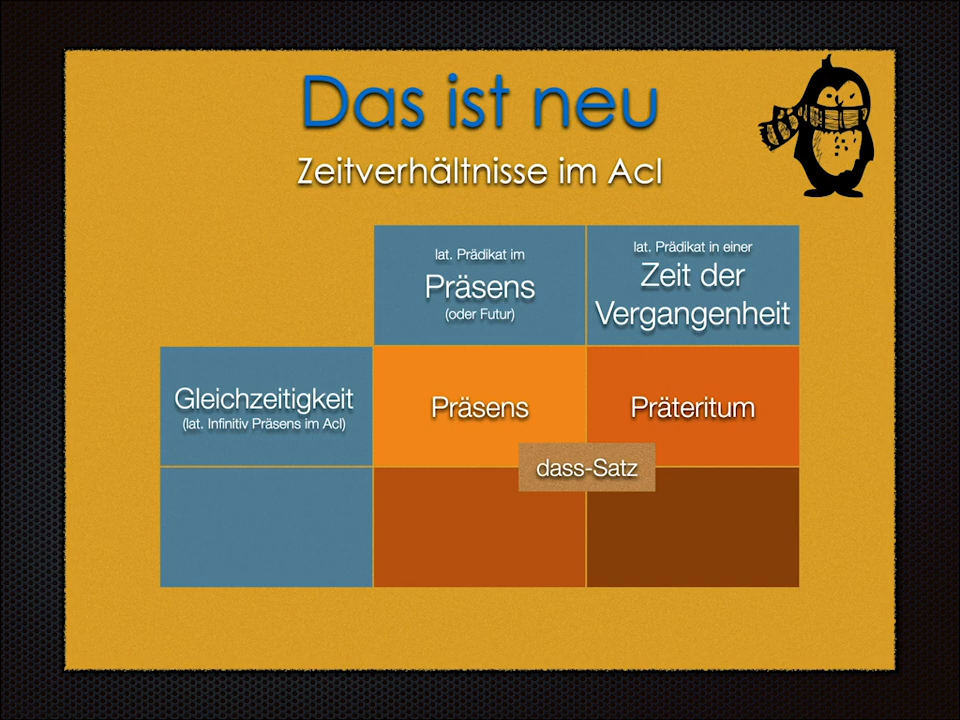 Das ist neu
Zeitverhältnisse im AcI
lat. Prädikat im
Präsens
(oder Futur)
lat. Prädikat in einer
Zeit der
Vergangenheit
Gleichzeitigkeit
(lat. Infinitiv Präsens im AcI)
Präsens
Präteritum
dass-Satz